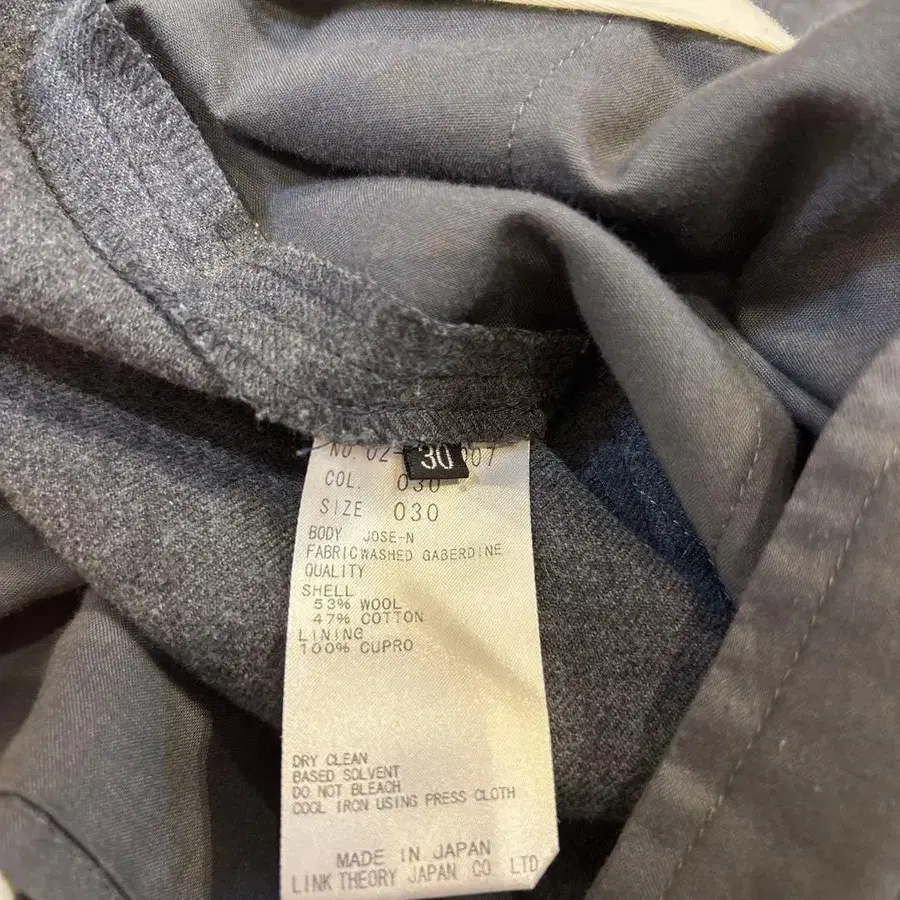 30
NO. 02- 007
COL. 030
SIZE 030
BODY JOSE-N
FABRIC WASHED GABERDINE
QUALITY
SHELL
53% WOOL
47% COTTON
LINING
100% CUPRO
DRY CLEAN
BASED SOLVENT
DO NOT BLEACH
COOL IRON USING PRESS CLOTH
MADE IN JAPAN
LINK THEORY JAPAN CO. LTD